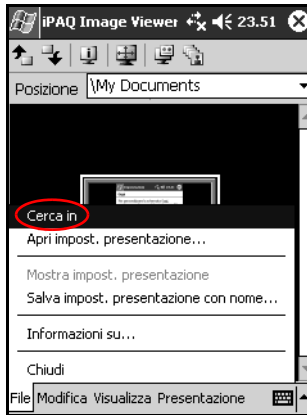 iPAQ Image Viewer 23.51
Posizione \My Documents
Cerca in
Apri impost. presentazione...
Mostra impost. presentazione
Salva impost. presentazione con nome...
Informazioni su...
Chiudi
File Modifica Visualizza Presentazione